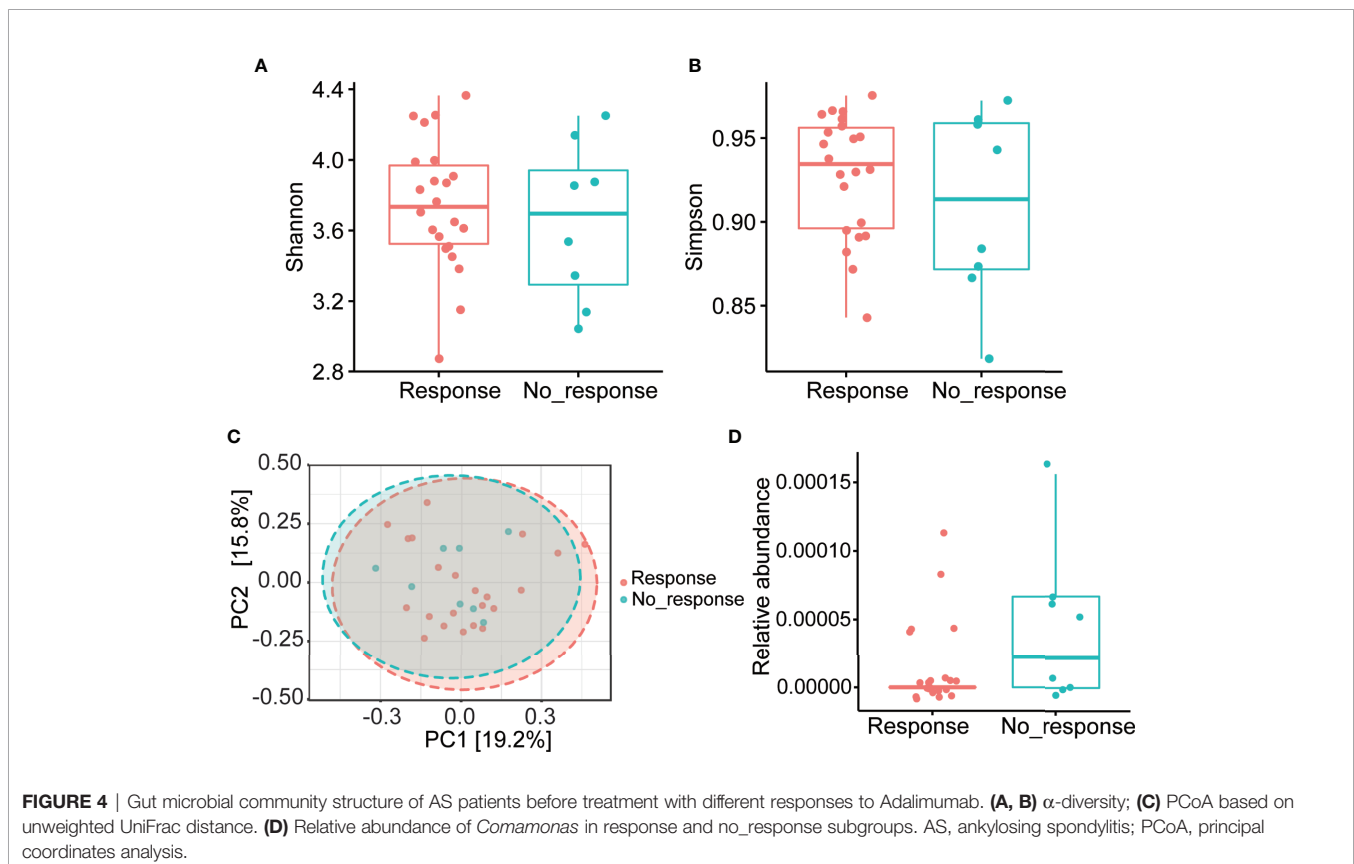 A
B
4.4
4.0
3.6
3.2
2.8
Shannon
Response No_response
0.95
0.90
0.85
Simpson
Response No_response
C
D
0.50
0.25
0.00
-0.25
-0.50
PC2 [15.8%]
-0.3 0.0 0.3
PC1 [19.2%]
Response
No_response
0.00015
0.00010
0.00005
0.00000
Relative abundance
Response No_response
FIGURE 4 | Gut microbial community structure of AS patients before treatment with different responses to Adalimumab. (A, B) α-diversity; (C) PCoA based on
unweighted UniFrac distance. (D) Relative abundance of Comamonas in response and no_response subgroups. AS, ankylosing spondylitis; PCoA, principal
coordinates analysis.